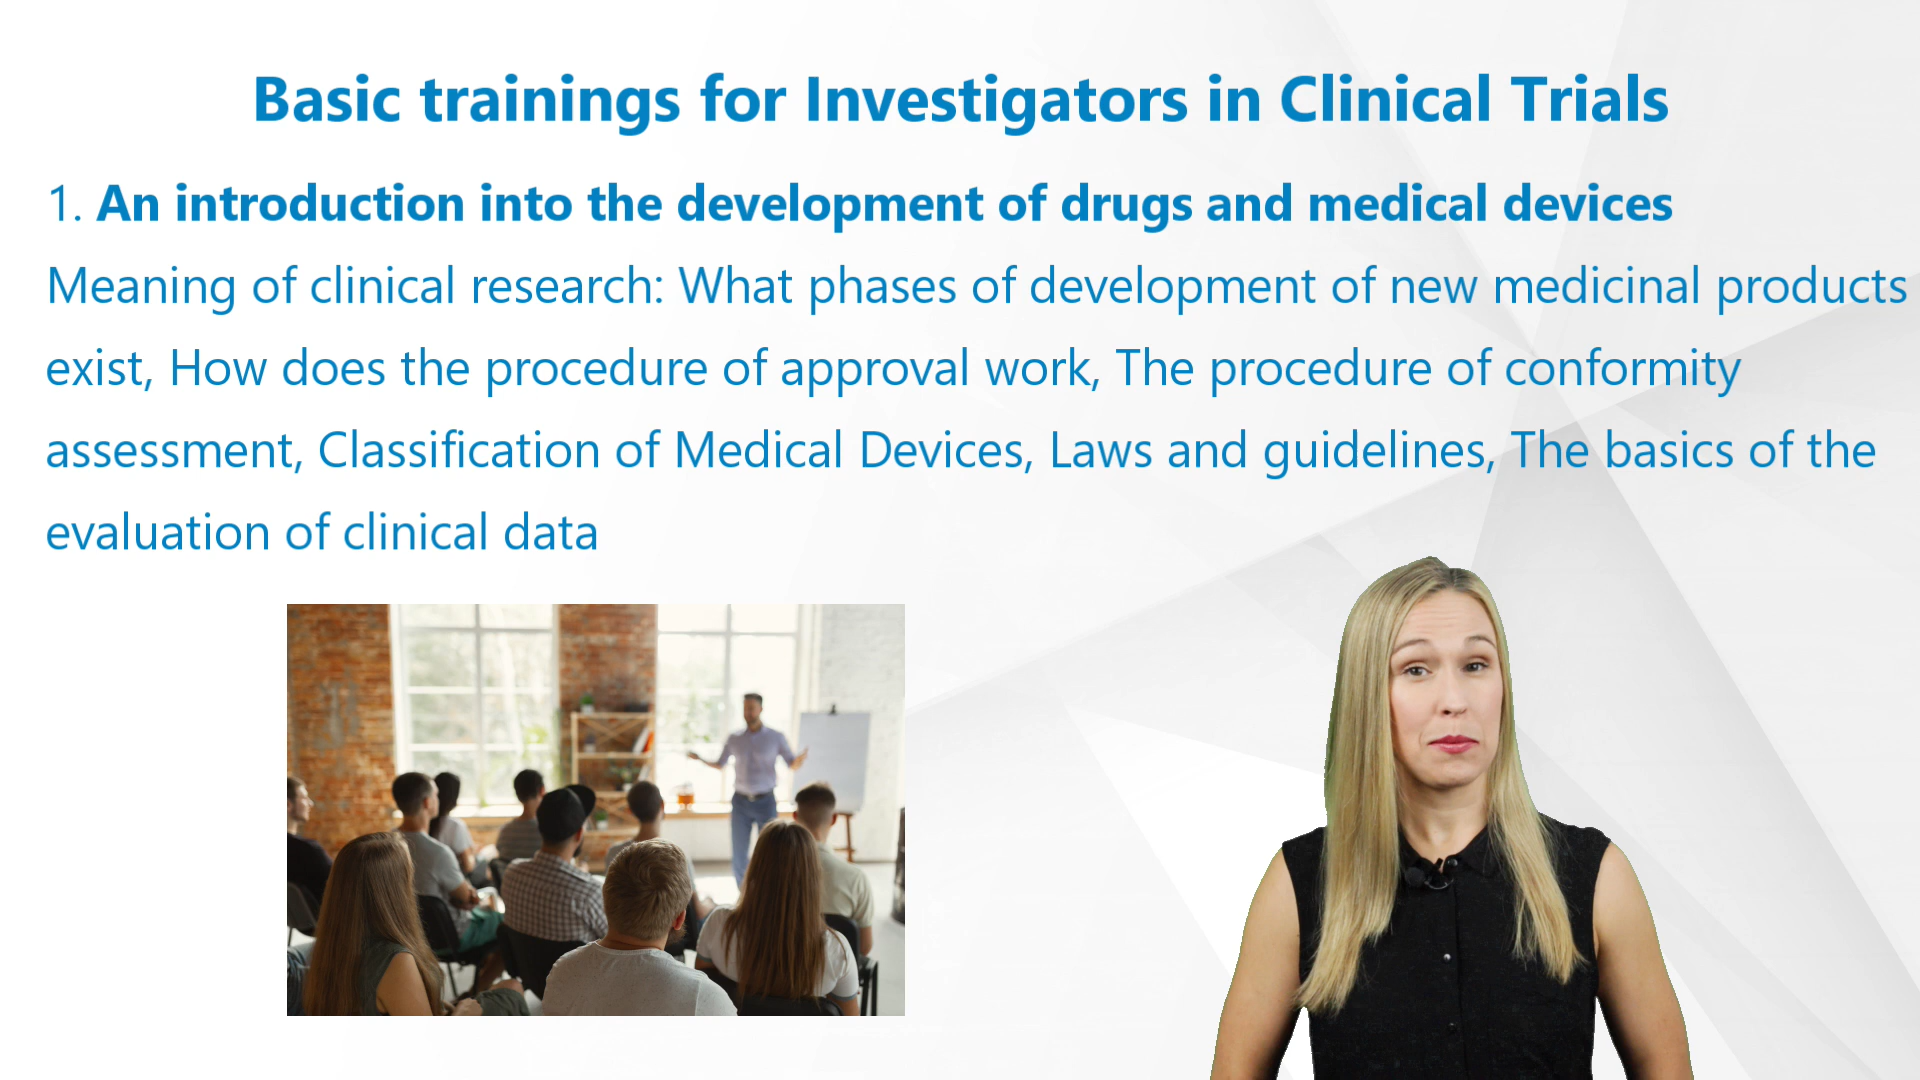 Basic trainings for Investigators in Clinical Trials
1. An introduction into the development of drugs and medical devices
Meaning of clinical research: What phases of development of new medicinal products
exist, How does the procedure of approval work, The procedure of conformity
assessment, Classification of Medical Devices, Laws and guidelines, The basics of the
evaluation of clinical data